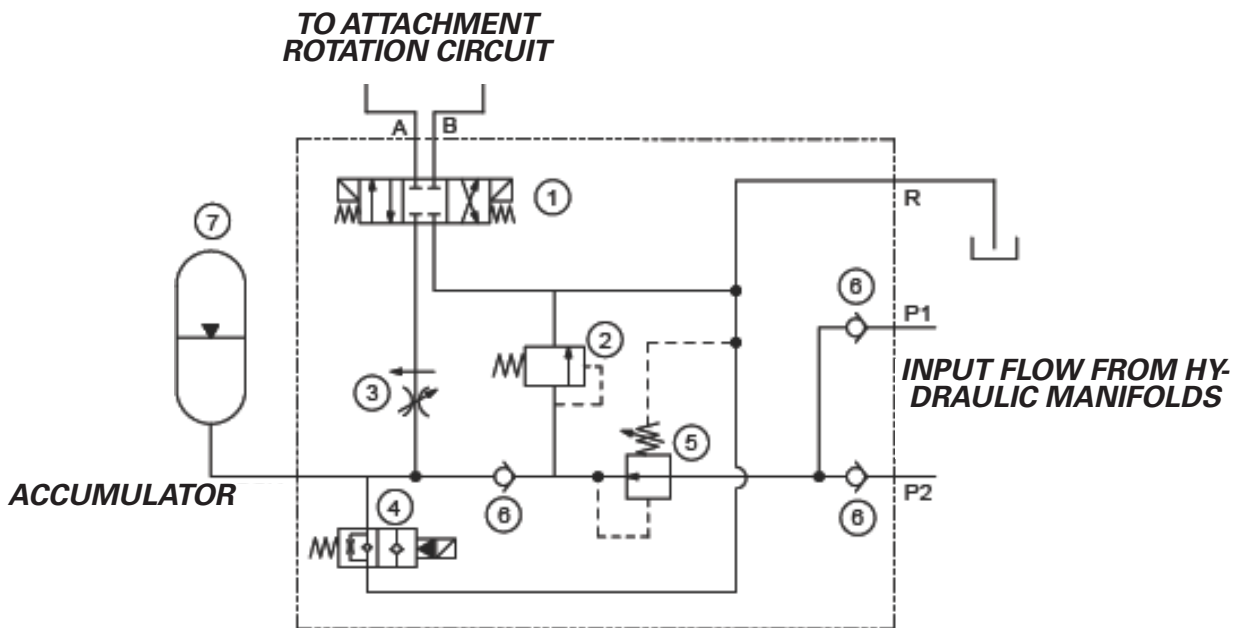 TO ATTACHMENT
ROTATION CIRCUIT
A
B
1
R
7
6
P1
2
INPUT FLOW FROM HY-
DRAULIC MANIFOLDS
3
5
ACCUMULATOR
P2
4
6
6